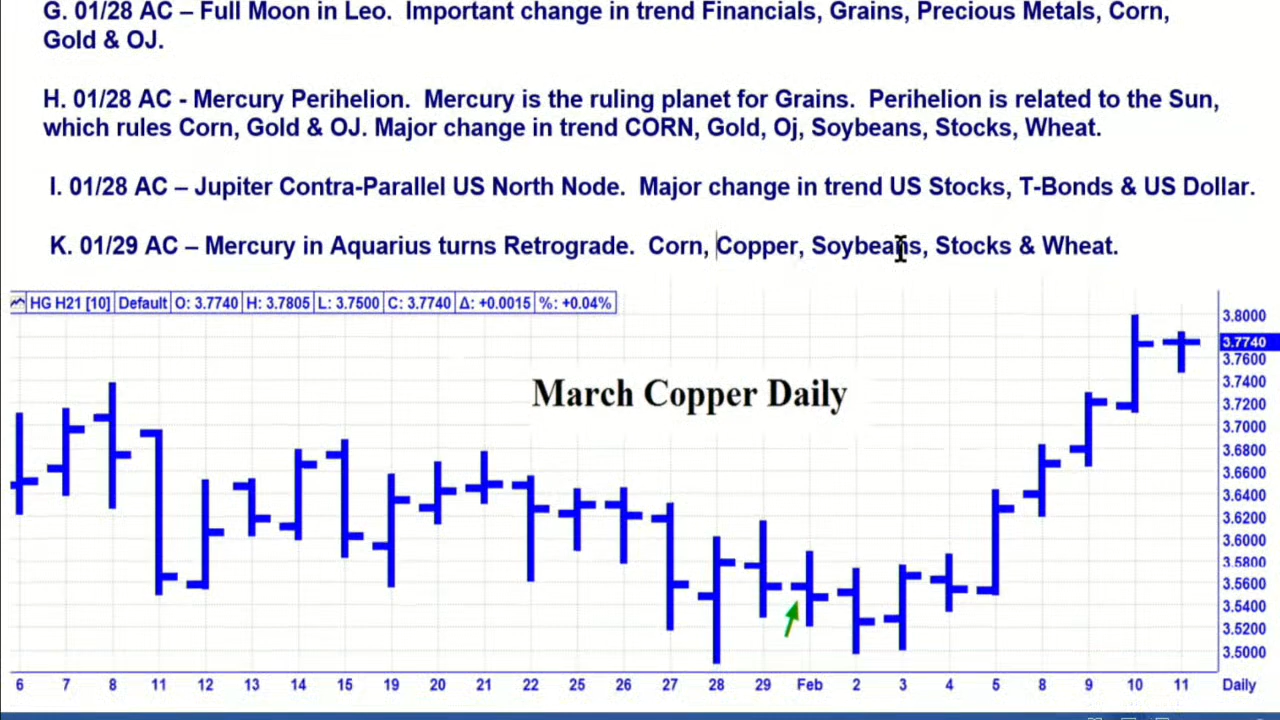 G. 01/28 AC – Full Moon in Leo.  Important change in trend Financials, Grains, Precious Metals, Corn,
Gold & OJ.
H. 01/28 AC - Mercury Perihelion.  Mercury is the ruling planet for Grains.  Perihelion is related to the Sun,
which rules Corn, Gold & OJ. Major change in trend CORN, Gold, Oj, Soybeans, Stocks, Wheat.
I. 01/28 AC – Jupiter Contra-Parallel US North Node.  Major change in trend US Stocks, T-Bonds & US Dollar.
K. 01/29 AC – Mercury in Aquarius turns Retrograde.  Corn, Copper, Soybeans, Stocks & Wheat.
HG H21 [10] Default O: 3.7740 H: 3.7805 L: 3.7500 C: 3.7740 Δ: +0.0015 %: +0.04%
March Copper Daily
3.8000
3.7740
3.7600
3.7400
3.7200
3.7000
3.6800
3.6600
3.6400
3.6200
3.6000
3.5800
3.5600
3.5400
3.5200
3.5000
6 7 8 11 12 13 14 15 19 20 21 22 25 26 27 28 29 Feb 2 3 4 5 8 9 10 11 Daily